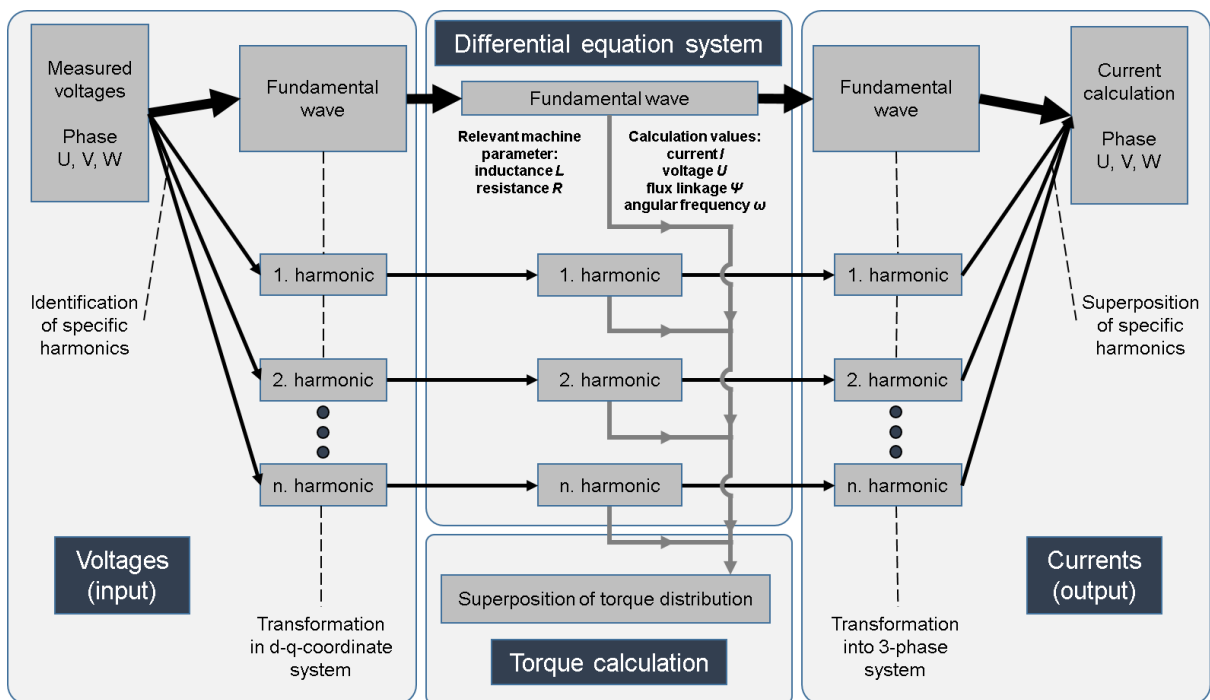 Measured
voltages
Phase
U, V, W
Fundamental
wave
1. harmonic
2. harmonic
n. harmonic
Identification
of specific
harmonics
Voltages
(input)
Transformation
in d-q-coordinate
system
Differential equation system
Fundamental wave
Relevant machine
parameter:
inductance L
resistance R
Calculation values:
current I
voltage U
flux linkage Ψ
angular frequency ω
1. harmonic
2. harmonic
n. harmonic
Superposition of torque distribution
Torque calculation
Fundamental
wave
1. harmonic
2. harmonic
n. harmonic
Transformation
into 3-phase
system
Current
calculation
Phase
U, V, W
Superposition
of specific
harmonics
Currents
(output)